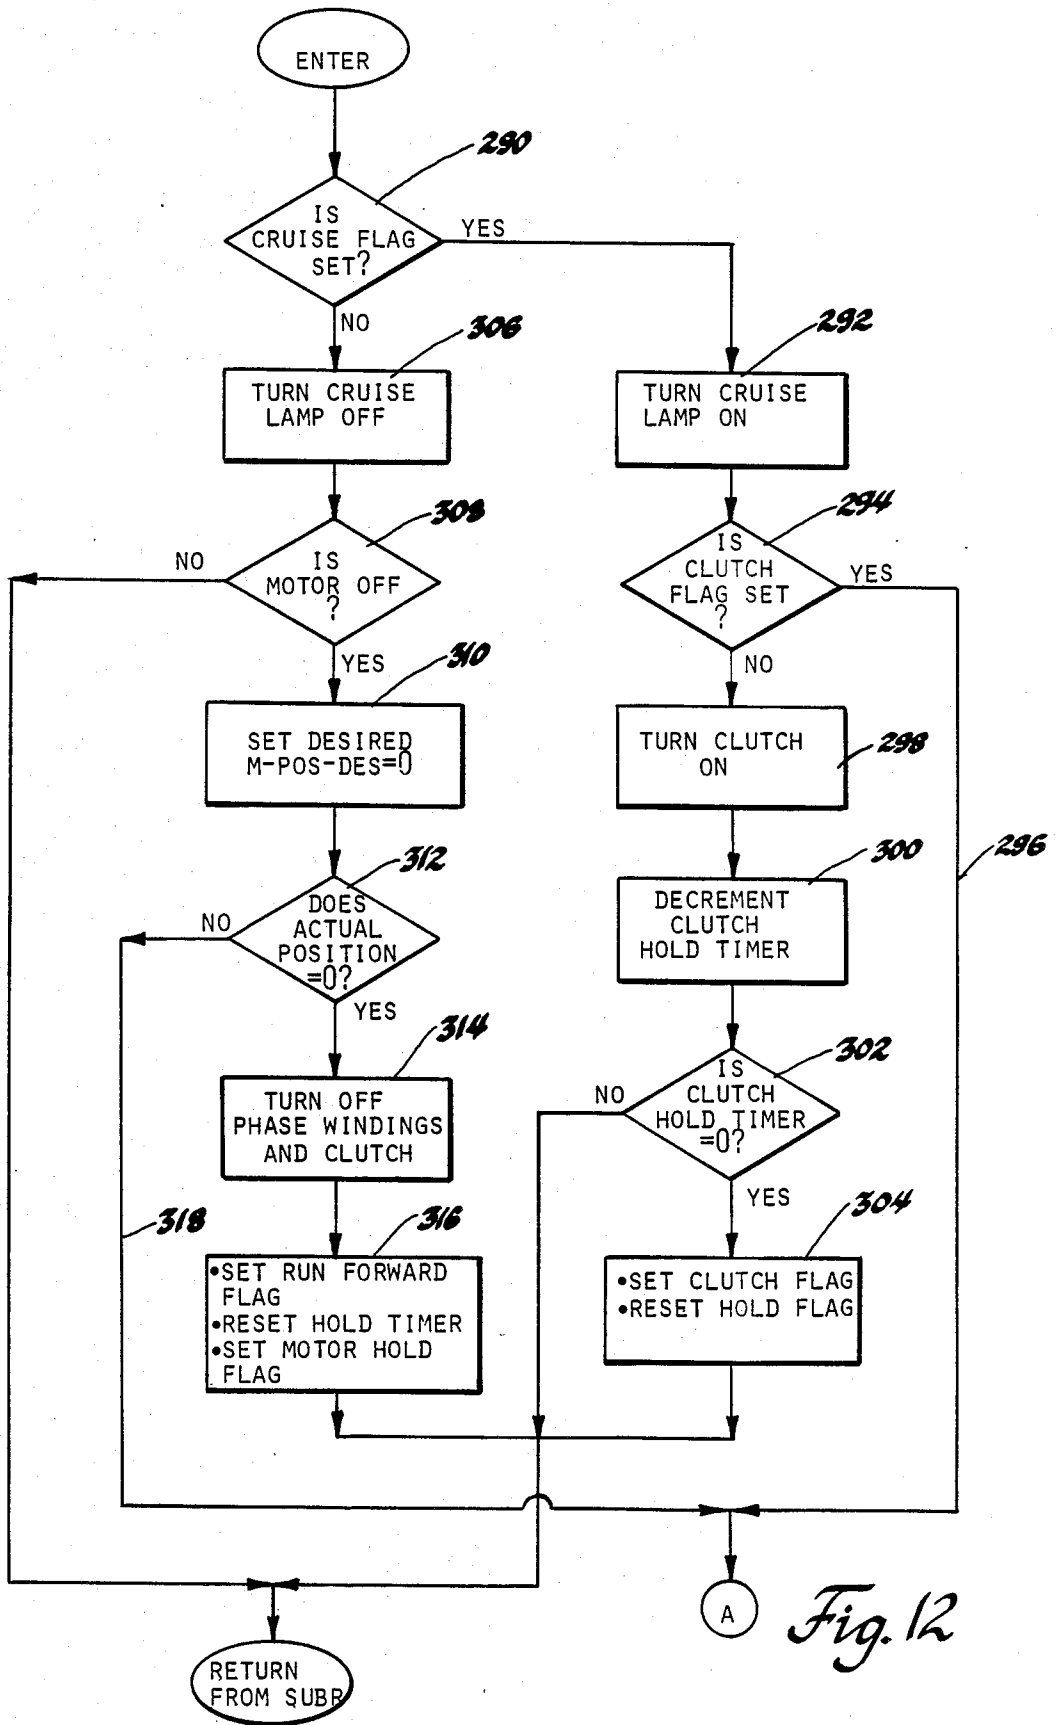 ENTER
290
IS
CRUISE FLAG
SET?
YES
NO
306
292
TURN CRUISE
LAMP OFF
TURN CRUISE
LAMP ON
308
294
NO
IS
MOTOR OFF
?
IS
CLUTCH
FLAG SET
?
YES
YES
310
NO
SET DESIRED
M-POS-DES=0
TURN CLUTCH
ON
298
312
300
296
NO
DOES
ACTUAL
POSITION
=0?
DECREMENT
CLUTCH
HOLD TIMER
YES
314
302
TURN OFF
PHASE WINDINGS
AND CLUTCH
NO
IS
CLUTCH
HOLD TIMER
=0?
YES
318
316
304
•SET RUN FORWARD
FLAG
•RESET HOLD TIMER
•SET MOTOR HOLD
FLAG
•SET CLUTCH FLAG
•RESET HOLD FLAG
A
Fig. 12
RETURN
FROM SUBR